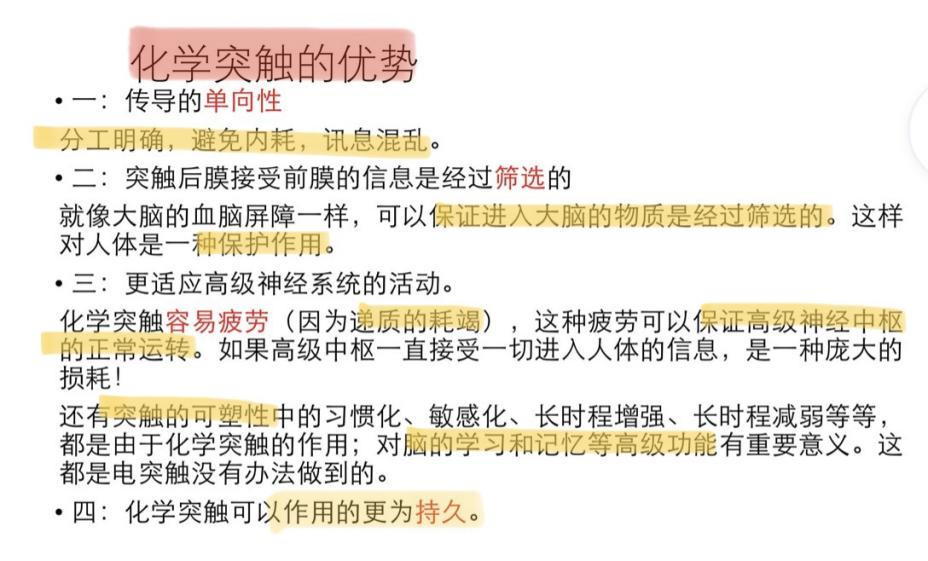 化学突触的优势
• 一：传导的单向性
分工明确，避免内耗，讯息混乱。
• 二：突触后膜接受前膜的信息是经过筛选的
就像大脑的血脑屏障一样，可以保证进入大脑的物质是经过筛选的。这样
对人体是一种保护作用。
• 三：更适应高级神经系统的活动。
化学突触容易疲劳（因为递质的耗竭），这种疲劳可以保证高级神经中枢
的正常运转。如果高级中枢一直接受一切进入人体的信息，是一种庞大的
损耗！
还有突触的可塑性中的习惯化、敏感化、长时程增强、长时程减弱等等，
都是由于化学突触的作用；对脑的学习和记忆等高级功能有重要意义。这
都是电突触没有办法做到的。
• 四：化学突触可以作用的更为持久。